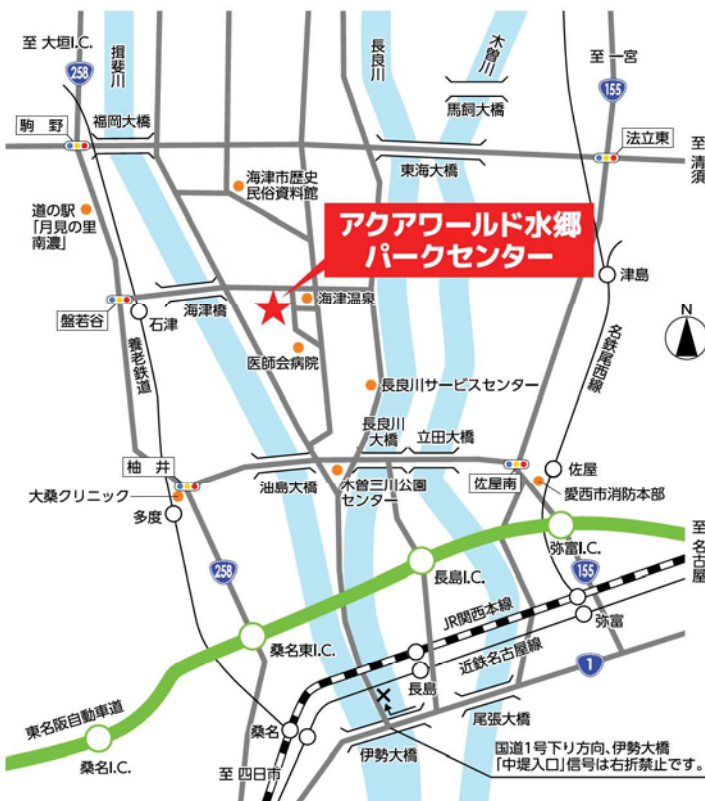 至 大垣I.C.
258
揖斐川
長良川
木曽川
至 一宮
155
馬飼大橋
駒 野
福岡大橋
法立東
至 清須
東海大橋
海津市歴史
民俗資料館
道の駅
「月見の里
南濃」
アクアワールド水郷
パークセンター
津島
海津橋
海津温泉
盤若谷
石津
N
養老鉄道
医師会病院
名鉄尾西線
長良川サービスセンター
長良川
大橋
立田大橋
柚 井
油島大橋
木曽三川公園
センター
佐屋南
佐屋
愛西市消防本部
大桑クリニック
多度
至 名古屋
弥富I.C.
258
長島I.C.
155
JR関西本線
弥富
桑名東I.C.
近鉄名古屋線
1
長島
東名阪自動車道
桑名
尾張大橋
伊勢大橋
桑名I.C.
至 四日市
国道1号下り方向、伊勢大橋
「中堤入口」信号は右折禁止です。